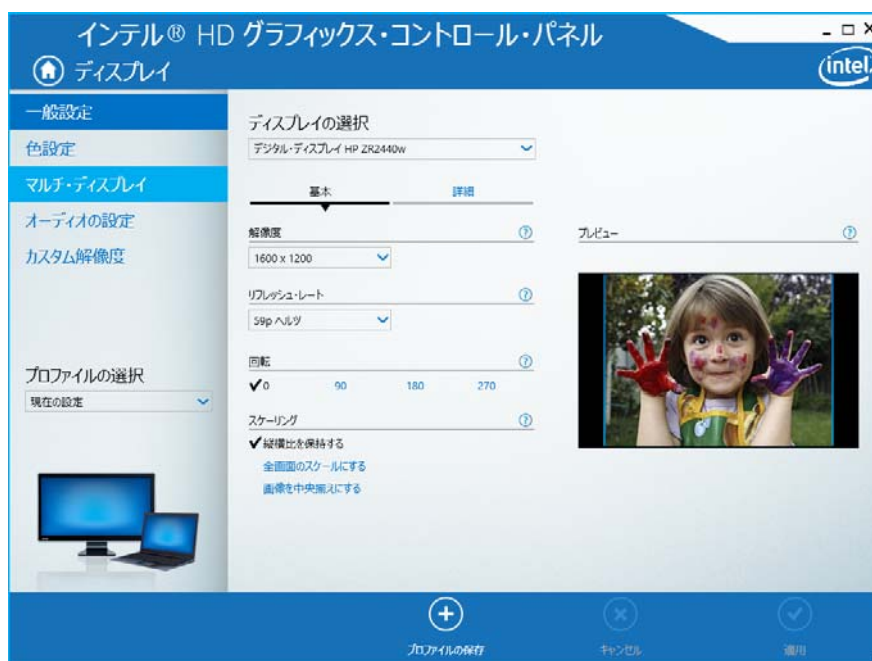 インテル® HD グラフィックス・コントロール・パネル
ディスプレイ
intel
一般設定
色設定
マルチ・ディスプレイ
オーディオの設定
カスタム解像度
プロファイルの選択
現在の設定
ディスプレイの選択
デジタル・ディスプレイ HP ZR2440w
基本 詳細
解像度 ?
1600 x 1200
リフレッシュ・レート ?
59p ヘルツ
回転 ?
0 90 180 270
スケーリング ?
縦横比を保持する
全画面のスケールにする
画像を中央揃えにする
プレビュー ?
プロファイルの保存 キャンセル 適用